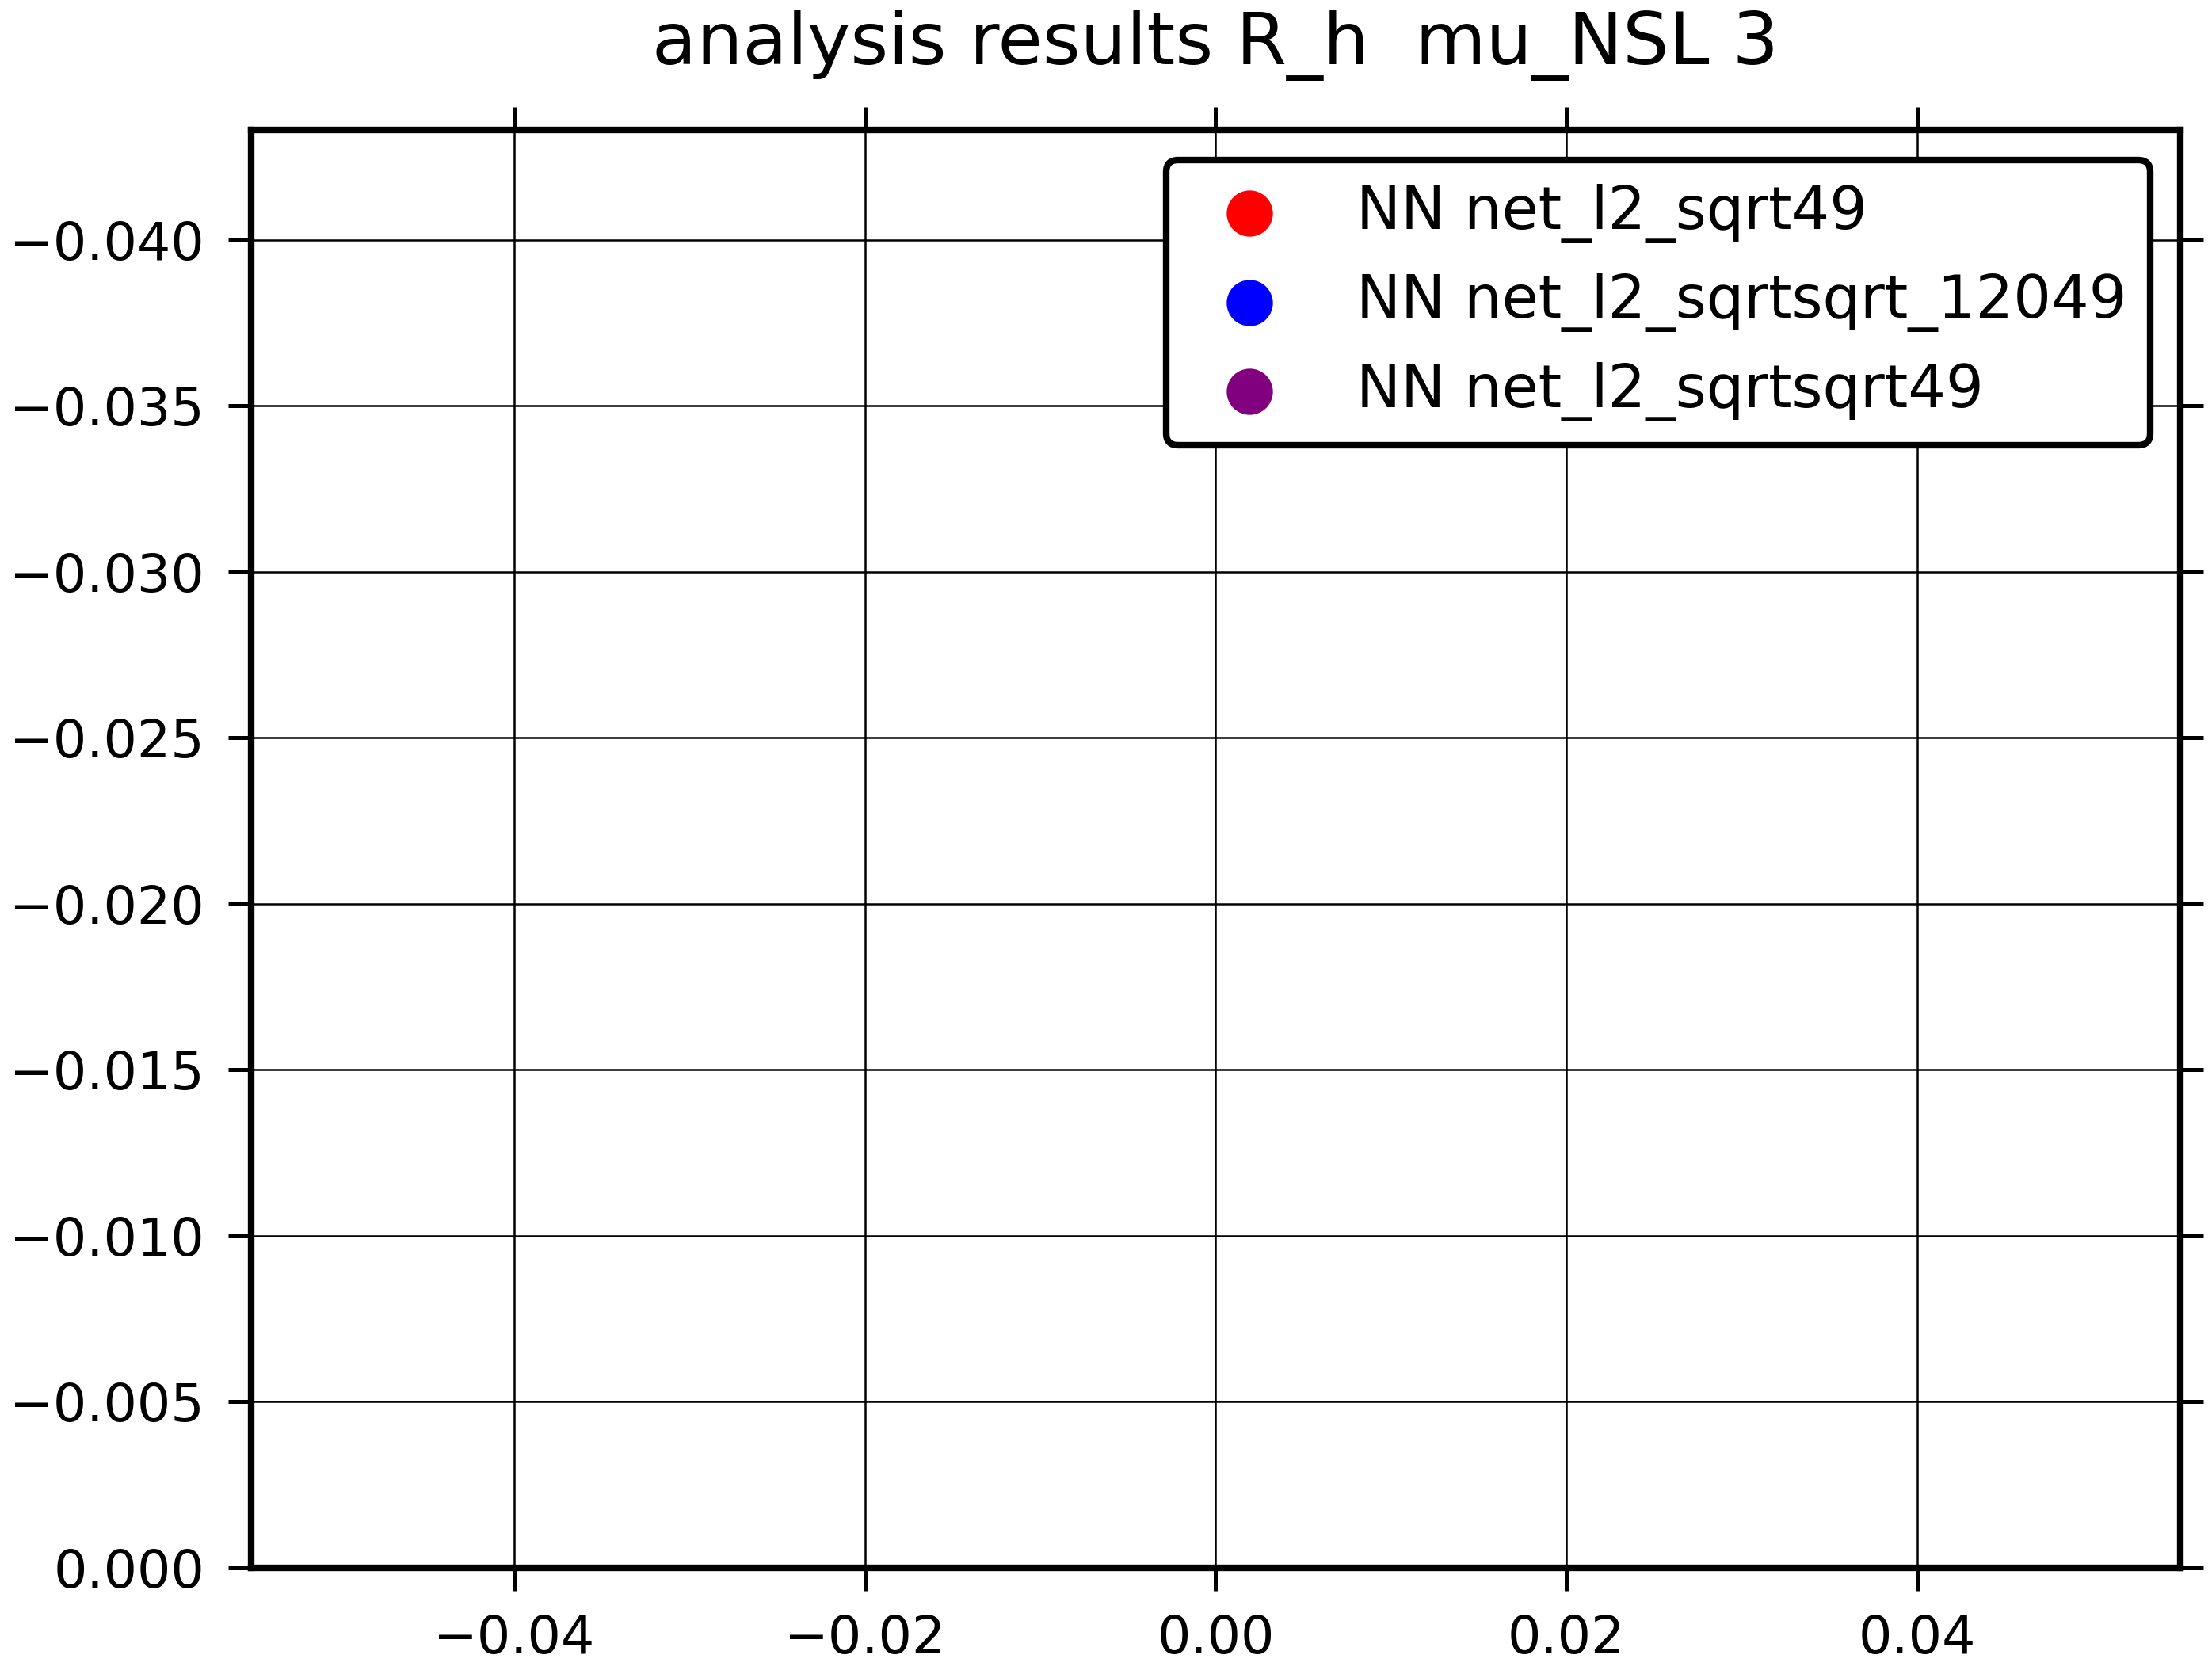 analysis results R_h  mu_NSL 3
NN net_l2_sqrt49
NN net_l2_sqrtsqrt_12049
NN net_l2_sqrtsqrt49
−0.040
−0.035
−0.030
−0.025
−0.020
−0.015
−0.010
−0.005
0.000
−0.04 −0.02 0.00 0.02 0.04